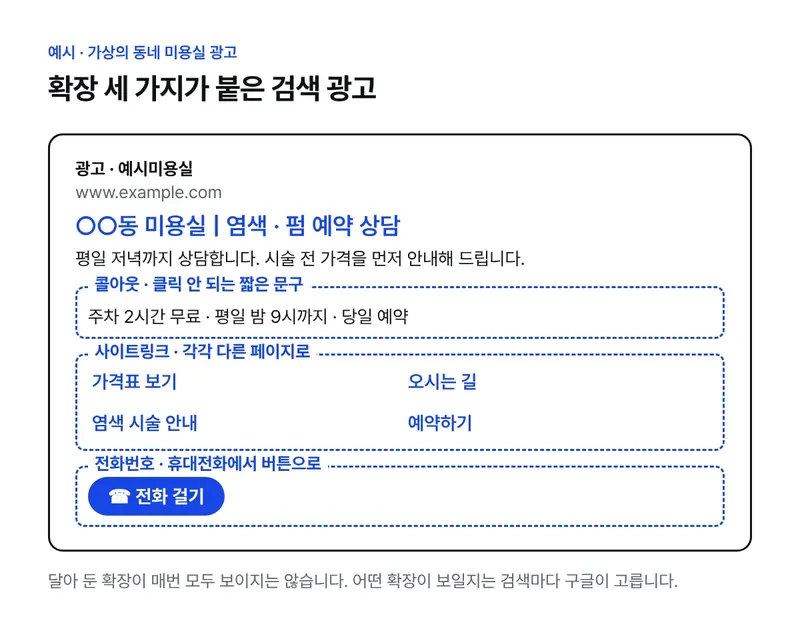 예시 · 가상의 동네 미용실 광고
확장 세 가지가 붙은 검색 광고
광고 · 예시미용실
www.example.com
〇〇동 미용실 | 염색 · 펌 예약 상담
평일 저녁까지 상담합니다. 시술 전 가격을 먼저 안내해 드립니다.
콜아웃 · 클릭 안 되는 짧은 문구
주차 2시간 무료 · 평일 밤 9시까지 · 당일 예약
사이트링크 · 각각 다른 페이지로
가격표 보기 오시는 길
염색 시술 안내 예약하기
전화번호 · 휴대전화에서 버튼으로
☎ 전화 걸기
달아 둔 확장이 매번 모두 보이지는 않습니다. 어떤 확장이 보일지는 검색마다 구글이 고릅니다.